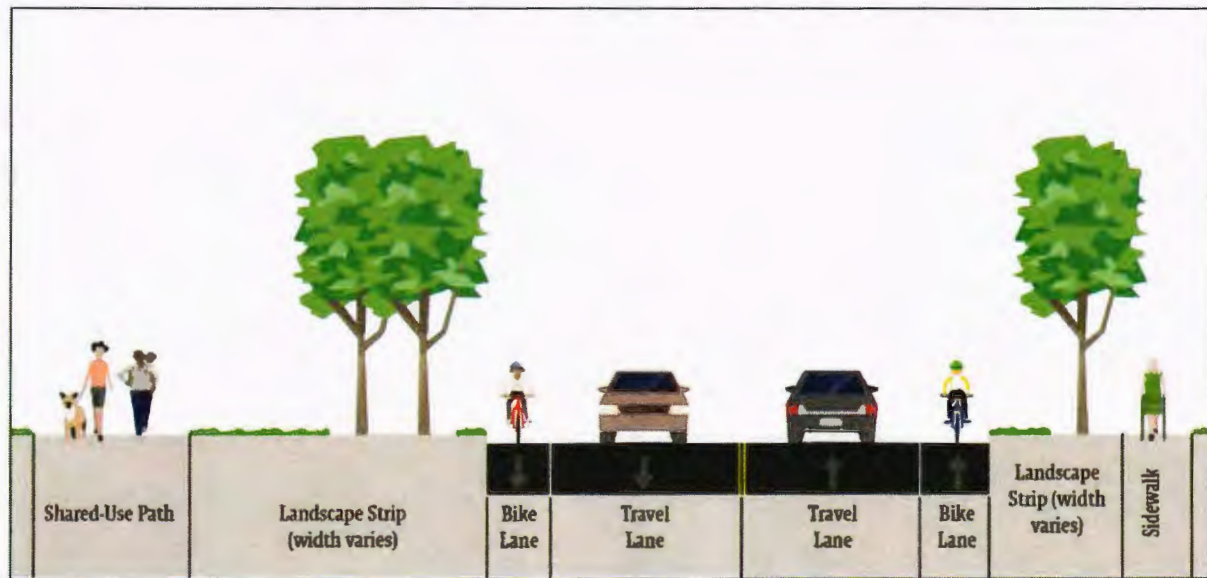 Shared-Use Path
Landscape Strip
(width varies)
Bike
Lane
Travel
Lane
Travel
Lane
Bike
Lane
Landscape
Strip (width
varies)
Sidewalk